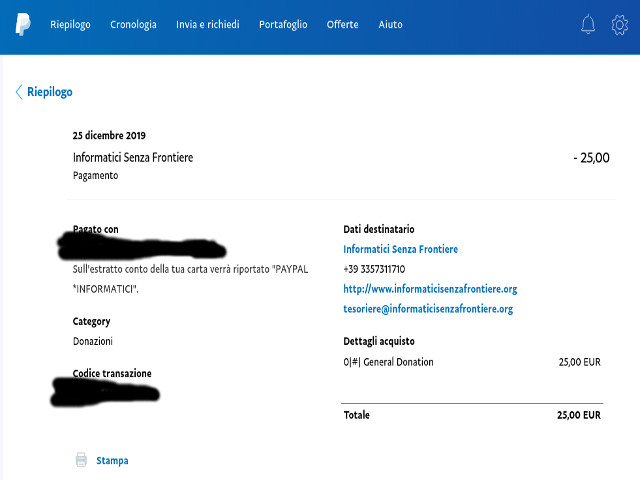 Riepilogo Cronologia Invia e richiedi Portafoglio Offerte Aiuto
Riepilogo
25 dicembre 2019
Informatici Senza Frontiere - 25,00
Pagamento
Pagato con
Sull'estratto conto della tua carta verrà riportato "PAYPAL
*INFORMATICI".
Category
Donazioni
Codice transazione
Stampa
Dati destinatario
Informatici Senza Frontiere
+39 3357311710
http://www.informaticisenzafrontiere.org
tesoriere@informaticisenzafrontiere.org
Dettagli acquisto
0|#| General Donation 25,00 EUR
Totale 25,00 EUR